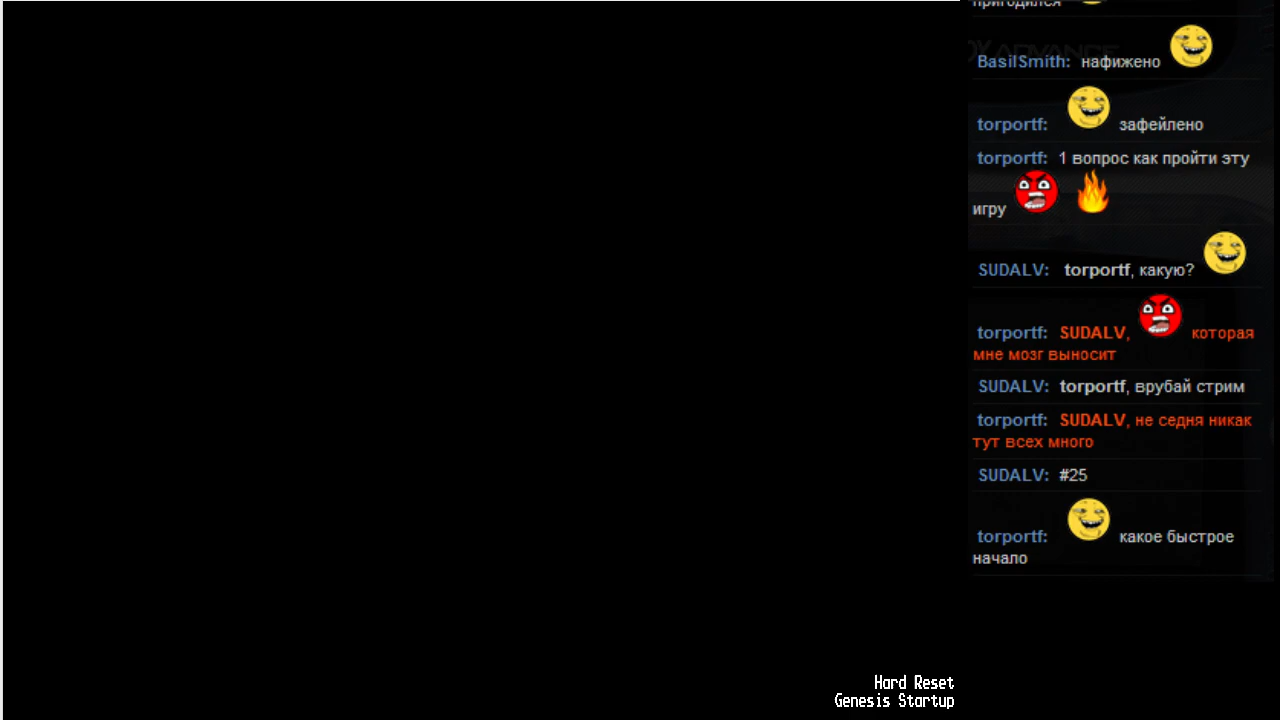 пригодился
BasilSmith: нафижено
torportf: зафейлено
torportf: 1 вопрос как пройти эту
игру
SUDALV: torportf, какую?
torportf: SUDALV, которая
мне мозг выносит
SUDALV: torportf, врубай стрим
torportf: SUDALV, не седня никак
тут всех много
SUDALV: #25
torportf: какое быстрое
начало
Hard Reset
Genesis Startup